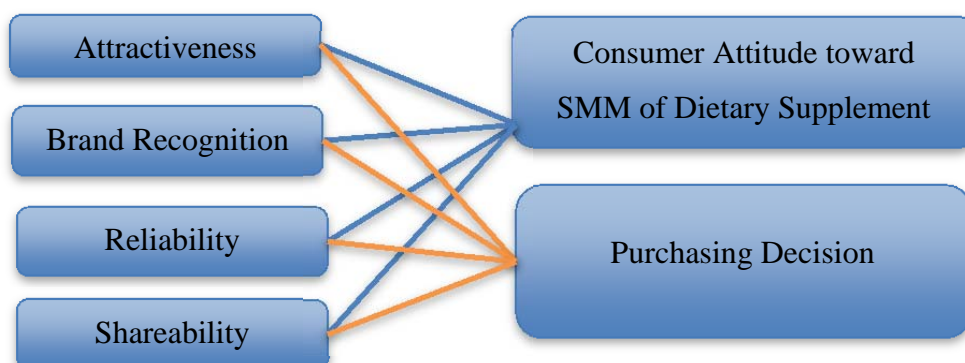 Attractiveness
Brand Recognition
Reliability
Shareability
Consumer Attitude toward
SMM of Dietary Supplement
Purchasing Decision